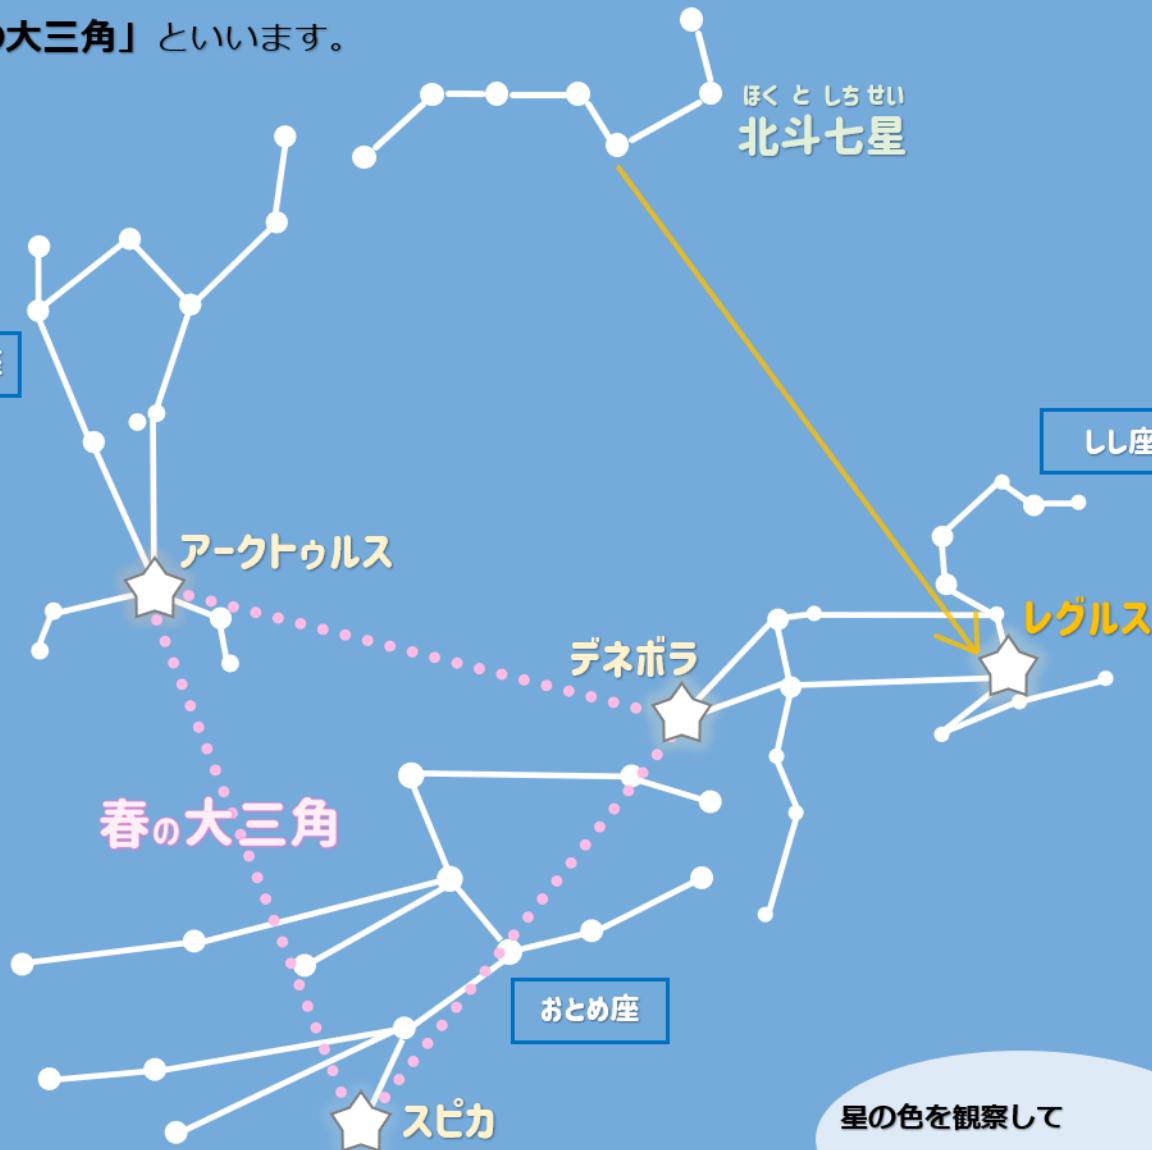 大三角」といいます。
ほくとしちせい
北斗七星
しし座
アークトゥルス
レグルス
デネボラ
春の大三角
おとめ座
スピカ
星の色を観察して